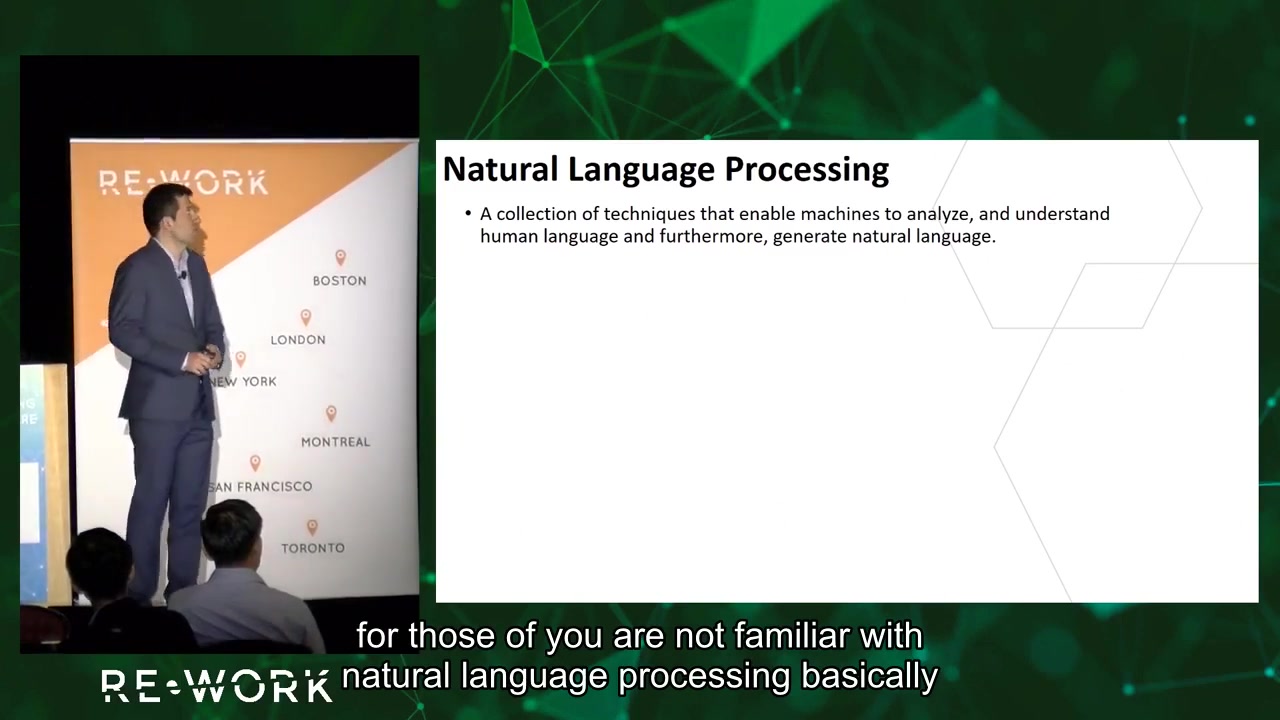 RE•WORK
BOSTON
LONDON
NEW YORK
MONTREAL
SAN FRANCISCO
TORONTO
Natural Language Processing
• A collection of techniques that enable machines to analyze, and understand
human language and furthermore, generate natural language.
for those of you are not familiar with
natural language processing basically
RE•WORK